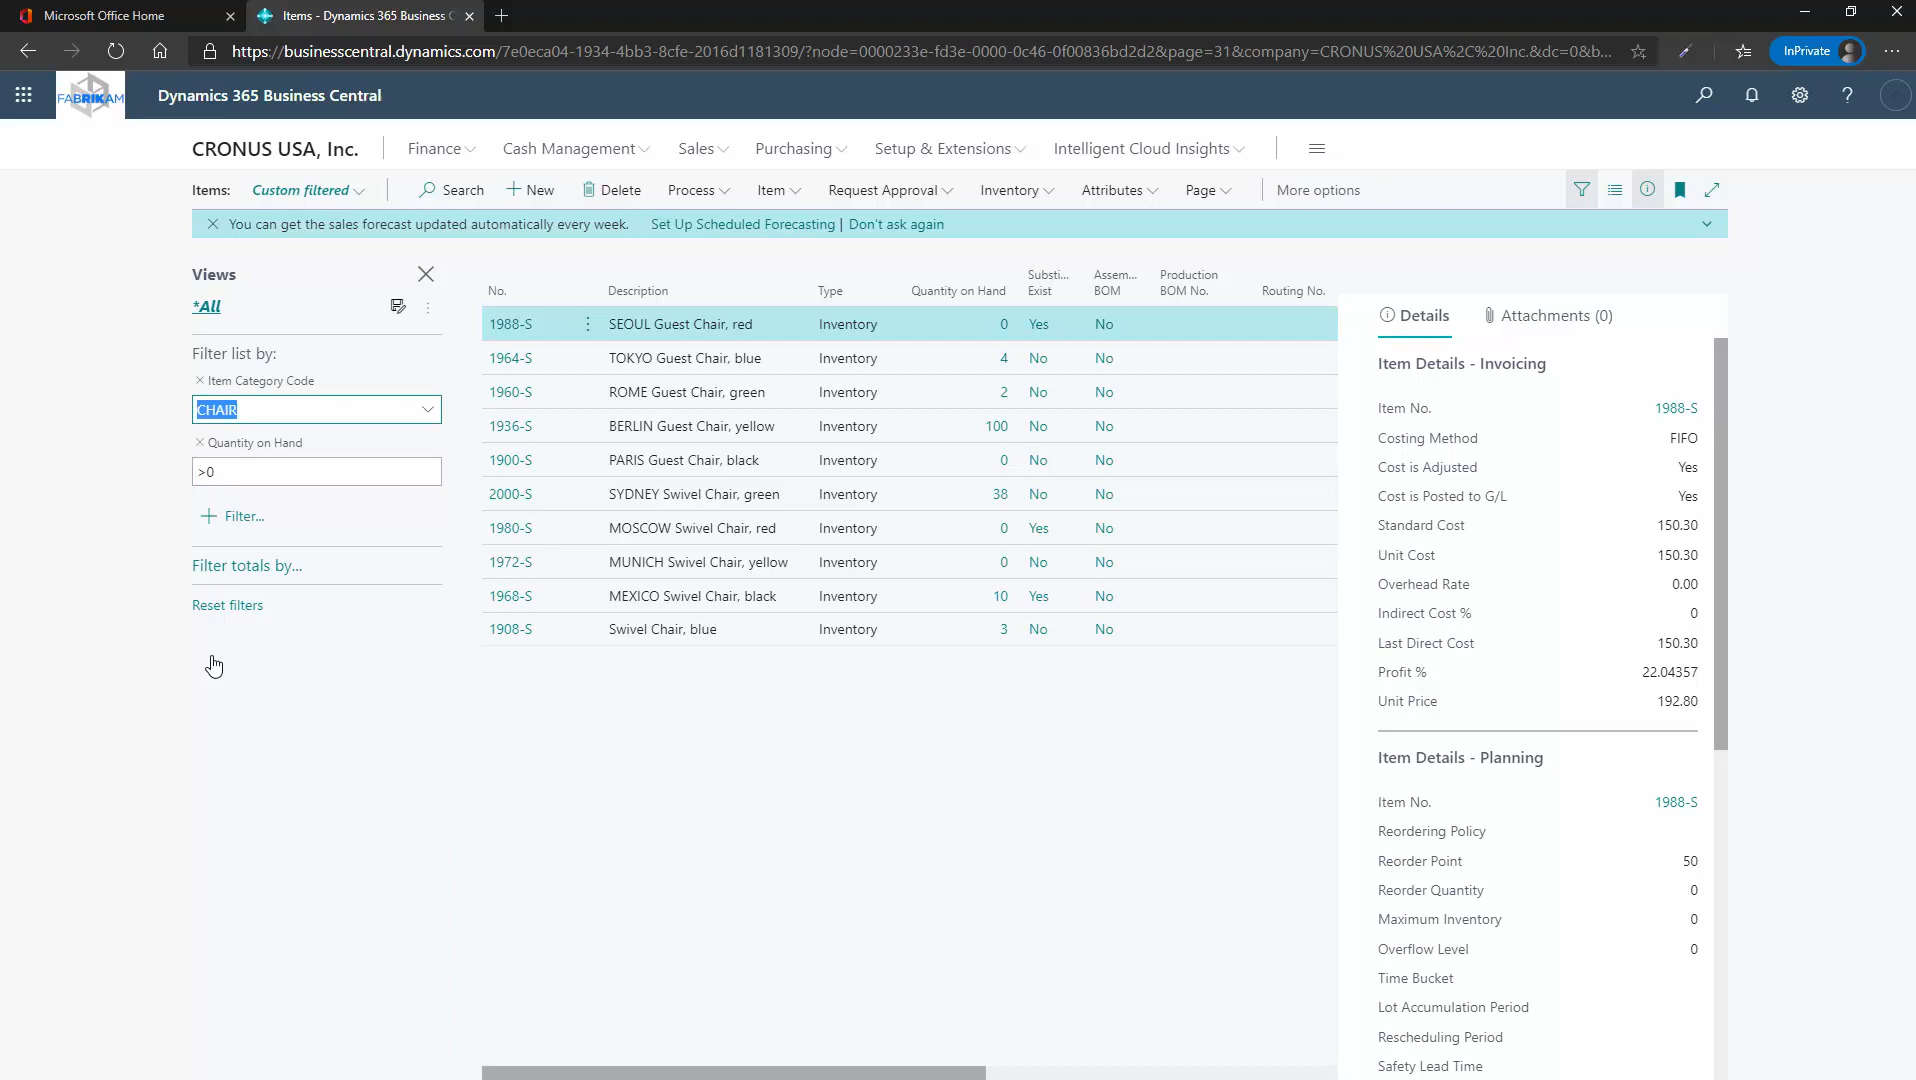 Microsoft Office Home
Items - Dynamics 365 Business C
https://businesscentral.dynamics.com/7e0eca04-1934-4bb3-8cfe-2016d1181309/?node=0000233e-fd3e-0000-0c46-0f00836bd2d2&page=31&company=CRONUS%20USA%2C%20Inc.&dc=0&b...
InPrivate
FABRIKAM
Dynamics 365 Business Central
CRONUS USA, Inc.
Finance
Cash Management
Sales
Purchasing
Setup & Extensions
Intelligent Cloud Insights
Items:
Custom filtered
Search
New
Delete
Process
Item
Request Approval
Inventory
Attributes
Page
More options
You can get the sales forecast updated automatically every week. Set Up Scheduled Forecasting | Don't ask again
Views
*All
Filter list by:
Item Category Code
CHAIR
Quantity on Hand
>0
Filter...
Filter totals by...
Reset filters
No. Description Type Quantity on Hand Substi... Exist Assem... BOM Production BOM No. Routing No.
1988-S SEOUL Guest Chair, red Inventory 0 Yes No
1964-S TOKYO Guest Chair, blue Inventory 4 No No
1960-S ROME Guest Chair, green Inventory 2 No No
1936-S BERLIN Guest Chair, yellow Inventory 100 No No
1900-S PARIS Guest Chair, black Inventory 0 No No
2000-S SYDNEY Swivel Chair, green Inventory 38 No No
1980-S MOSCOW Swivel Chair, red Inventory 0 Yes No
1972-S MUNICH Swivel Chair, yellow Inventory 0 No No
1968-S MEXICO Swivel Chair, black Inventory 10 Yes No
1908-S Swivel Chair, blue Inventory 3 No No
Details
Attachments (0)
Item Details - Invoicing
Item No. 1988-S
Costing Method FIFO
Cost is Adjusted Yes
Cost is Posted to G/L Yes
Standard Cost 150.30
Unit Cost 150.30
Overhead Rate 0.00
Indirect Cost % 0
Last Direct Cost 150.30
Profit % 22.04357
Unit Price 192.80
Item Details - Planning
Item No. 1988-S
Reordering Policy
Reorder Point 50
Reorder Quantity 0
Maximum Inventory 0
Overflow Level 0
Time Bucket
Lot Accumulation Period
Rescheduling Period
Safety Lead Time